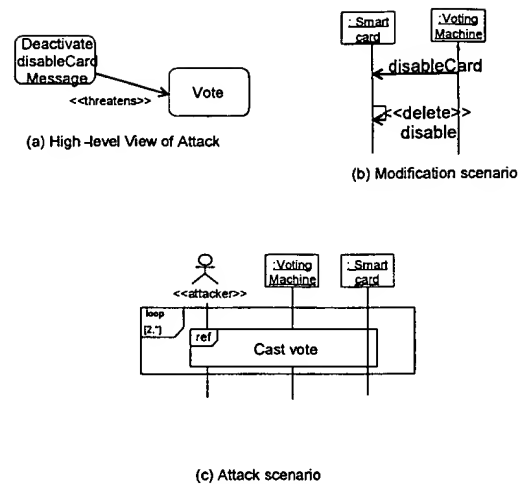 Deactivate
disableCard
Message
<<threatens>>
Vote
(a) High -level View of Attack
: Smart
card
:Voting
Machine
disableCard
<<delete>>
disable
(b) Modification scenario
<<attacker>>
:Voting
Machine
: Smart
card
loop
[2,*]
ref
Cast vote
(c) Attack scenario